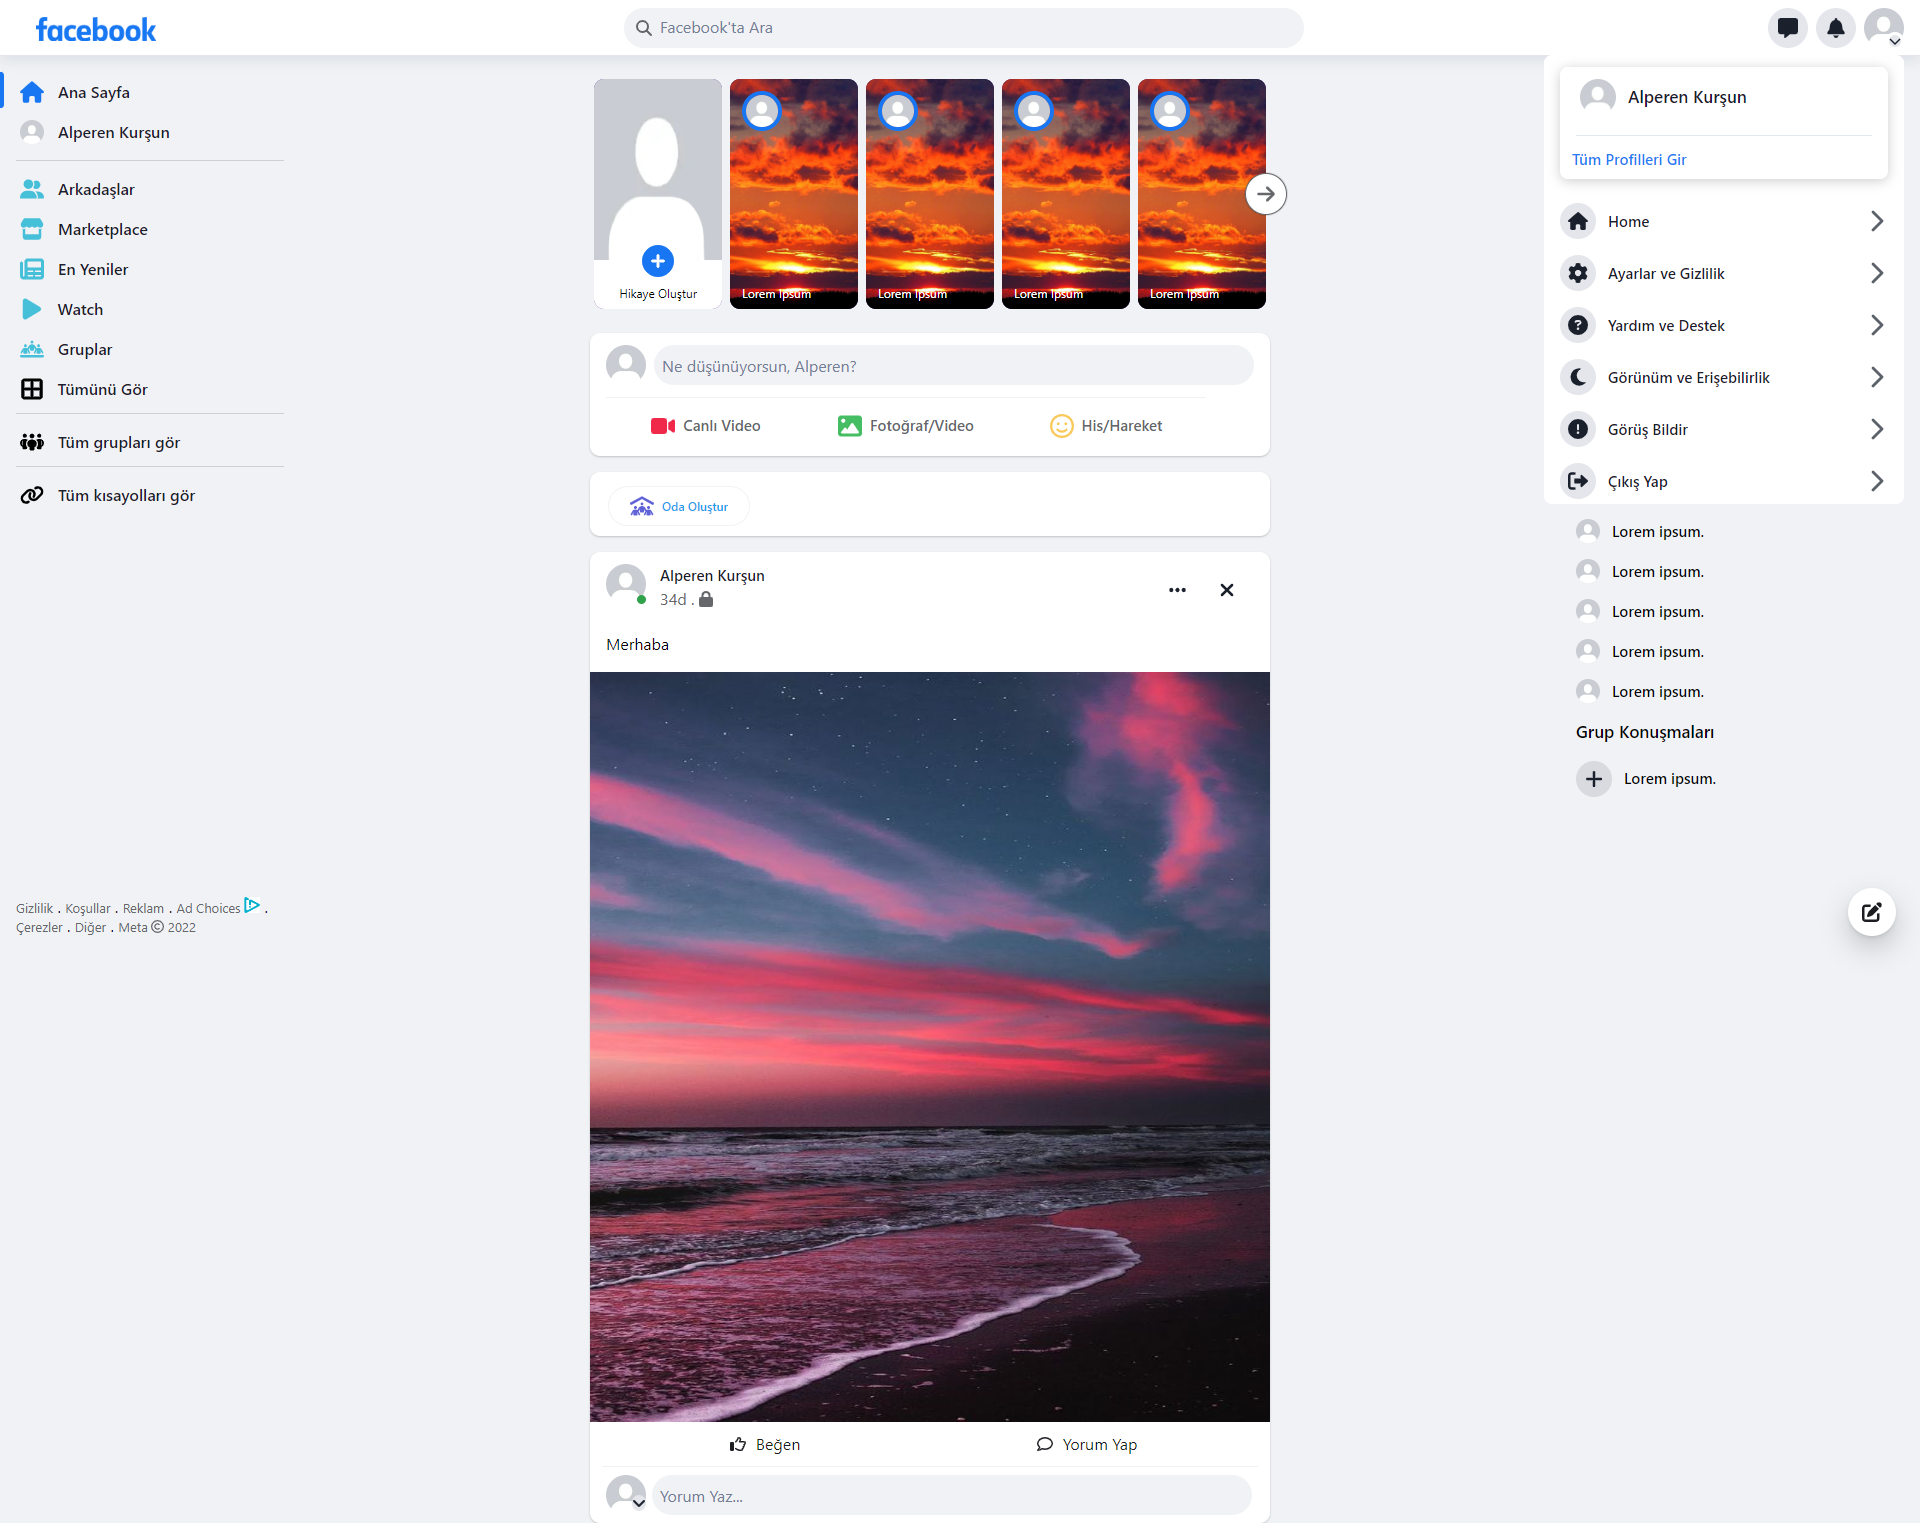 facebook
Facebook'ta Ara
Ana Sayfa
Alperen Kurşun
Arkadaşlar
Marketplace
En Yeniler
Watch
Gruplar
Tümünü Gör
Tüm grupları gör
Tüm kısayolları gör
Gizlilik . Koşullar . Reklam . Ad Choices .
Çerezler . Diğer . Meta © 2022
Hikaye Oluştur
Lorem Ipsum
Lorem Ipsum
Lorem Ipsum
Lorem Ipsum
Ne düşünüyorsun, Alperen?
Canlı Video
Fotoğraf/Video
His/Hareket
Oda Oluştur
Alperen Kurşun
34d .
Merhaba
Beğen
Yorum Yap
Yorum Yaz...
Alperen Kurşun
Tüm Profilleri Gir
Home
Ayarlar ve Gizlilik
Yardım ve Destek
Görünüm ve Erişebilirlik
Görüş Bildir
Çıkış Yap
Lorem ipsum.
Lorem ipsum.
Lorem ipsum.
Lorem ipsum.
Lorem ipsum.
Grup Konuşmaları
Lorem ipsum.